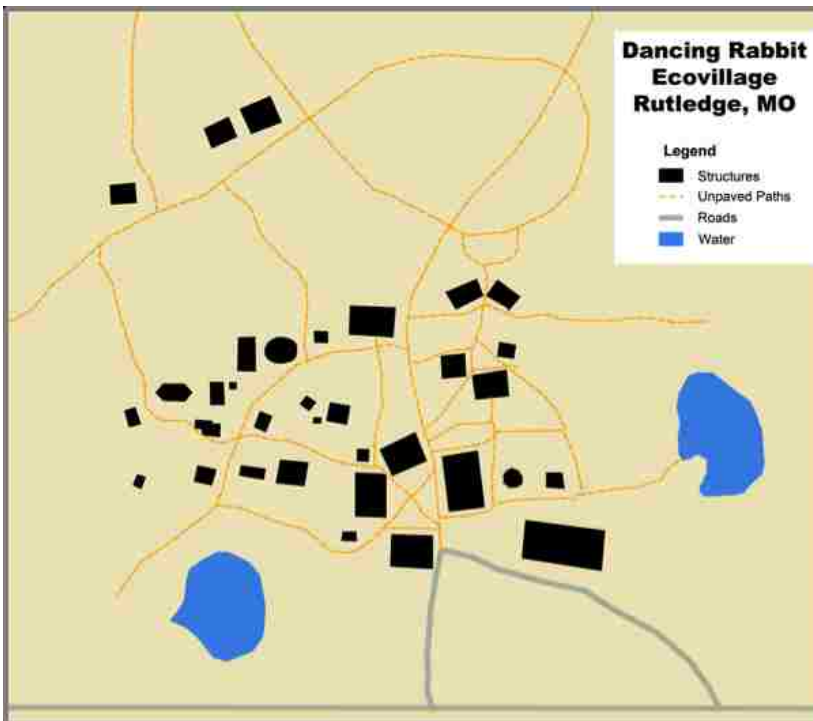 Dancing Rabbit
Ecovillage
Rutledge, MO
Legend
Structures
Unpaved Paths
Roads
Water